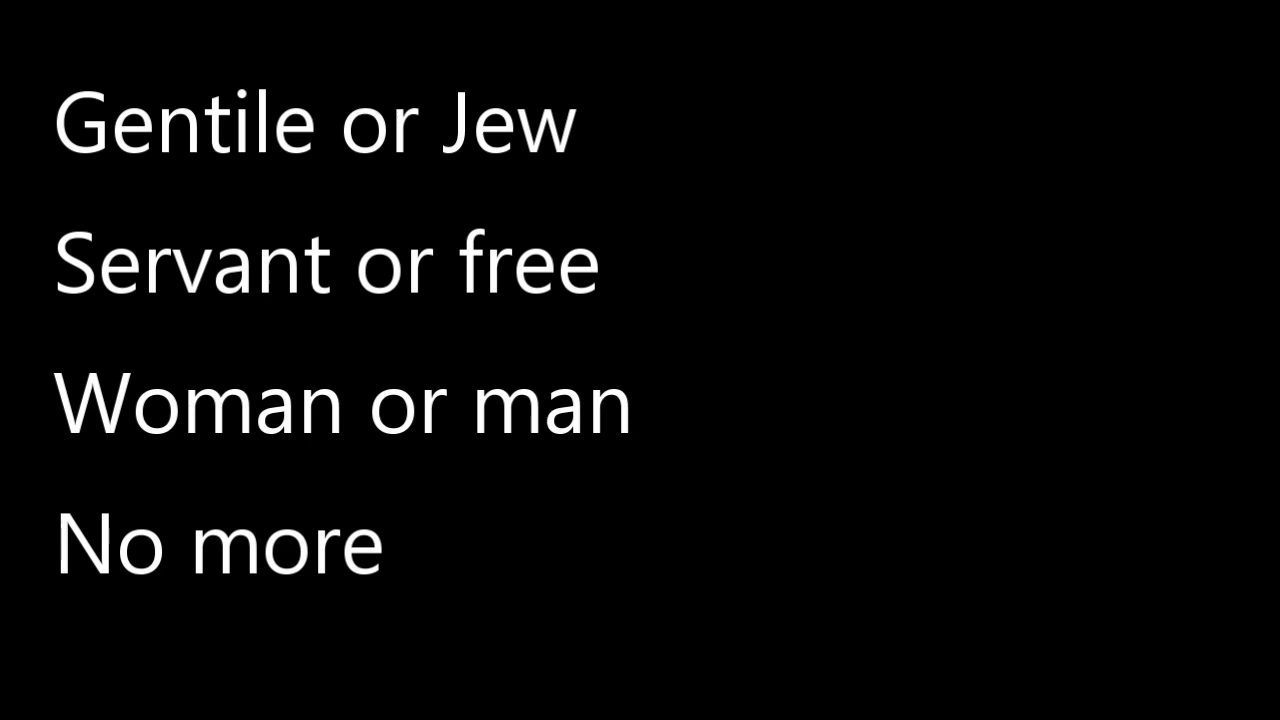 Gentile or Jew
Servant or free
Woman or man
No more